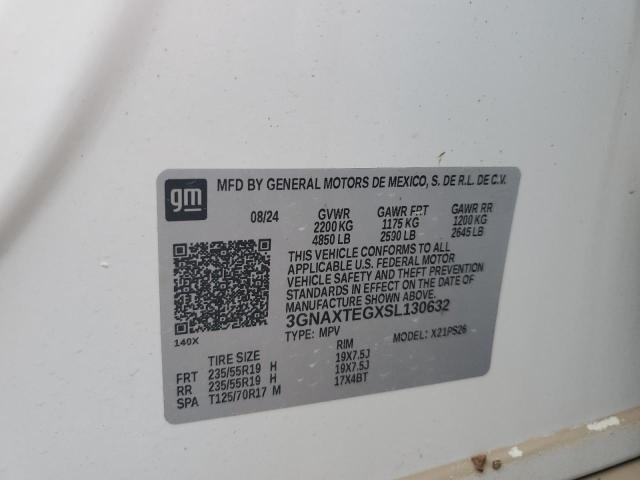 gm
MFD BY GENERAL MOTORS DE MEXICO, S. DE R.L. DE C.V.
08/24 GVWR GAWR FRT GAWR RR
2200 KG 1175 KG 1200 KG
4850 LB 2590 LB 2645 LB
THIS VEHICLE CONFORMS TO ALL
APPLICABLE U.S. FEDERAL MOTOR
VEHICLE SAFETY AND THEFT PREVENTION
STANDARDS IN EFFECT ON THE DATE OF
MANUFACTURE SHOWN ABOVE.
3GNAXTEGXSL130632
140X
TYPE: MPV MODEL: X21PS26
TIRE SIZE RIM
FRT 235/55R19 H 19X7.5J
RR 235/55R19 H 19X7.5J
SPA T125/70R17 M 17X4BT